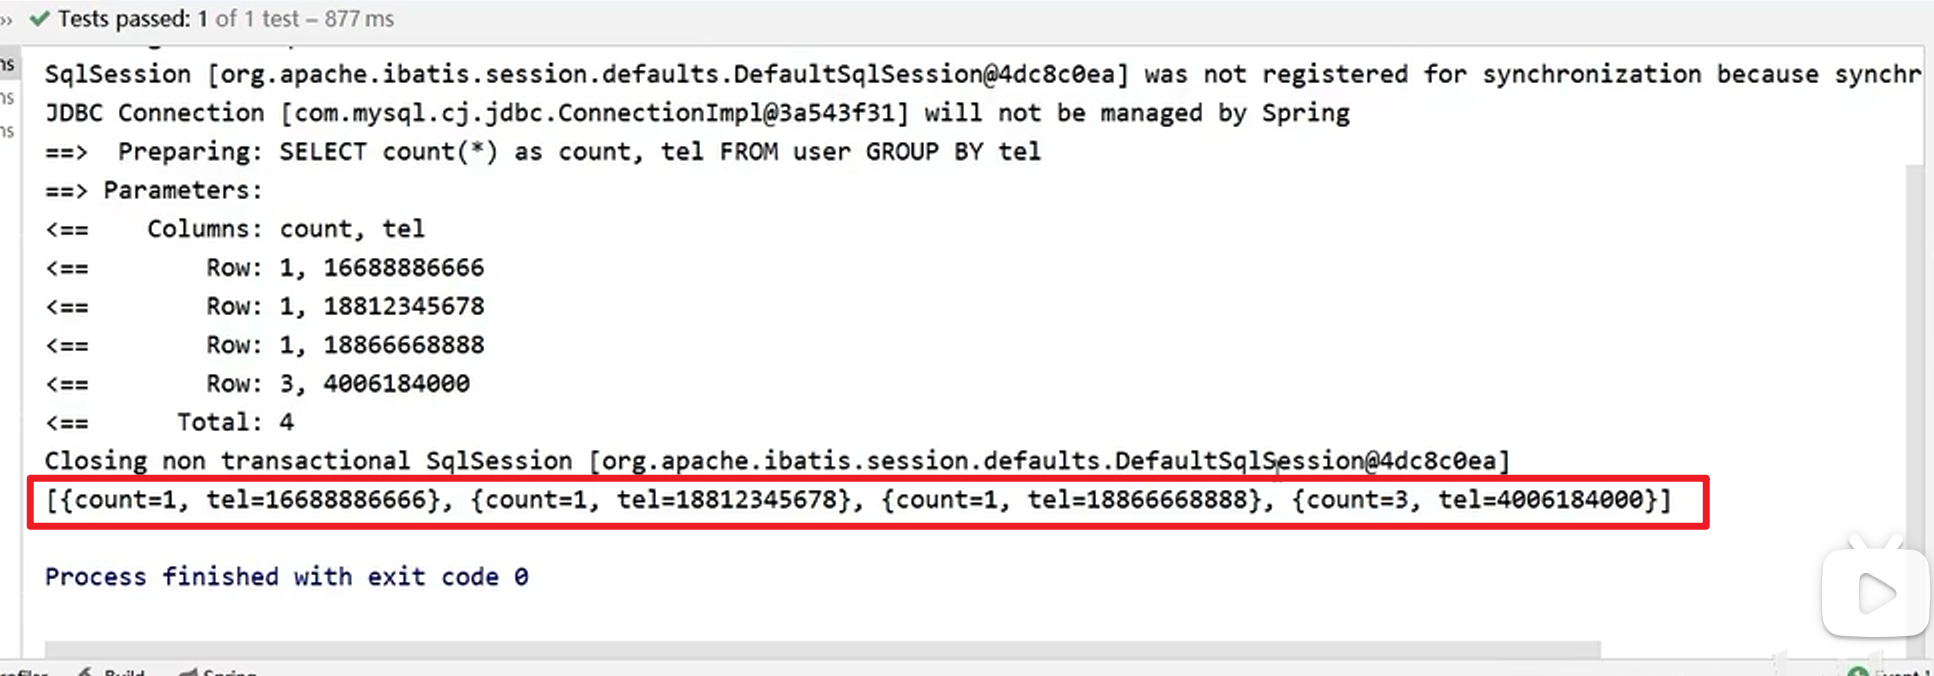 Tests passed: 1 of 1 test – 877 ms
ms
SqlSession [org.apache.ibatis.session.defaults.DefaultSqlSession@4dc8c0ea] was not registered for synchronization because synchr
ms
JDBC Connection [com.mysql.cj.jdbc.ConnectionImpl@3a543f31] will not be managed by Spring
ms
==>  Preparing: SELECT count(*) as count, tel FROM user GROUP BY tel
==> Parameters:
<==    Columns: count, tel
<==        Row: 1, 16688886666
<==        Row: 1, 18812345678
<==        Row: 1, 18866668888
<==        Row: 3, 4006184000
<==      Total: 4
Closing non transactional SqlSession [org.apache.ibatis.session.defaults.DefaultSqlSession@4dc8c0ea]
[{count=1, tel=16688886666}, {count=1, tel=18812345678}, {count=1, tel=18866668888}, {count=3, tel=4006184000}]
Process finished with exit code 0
Build Spring